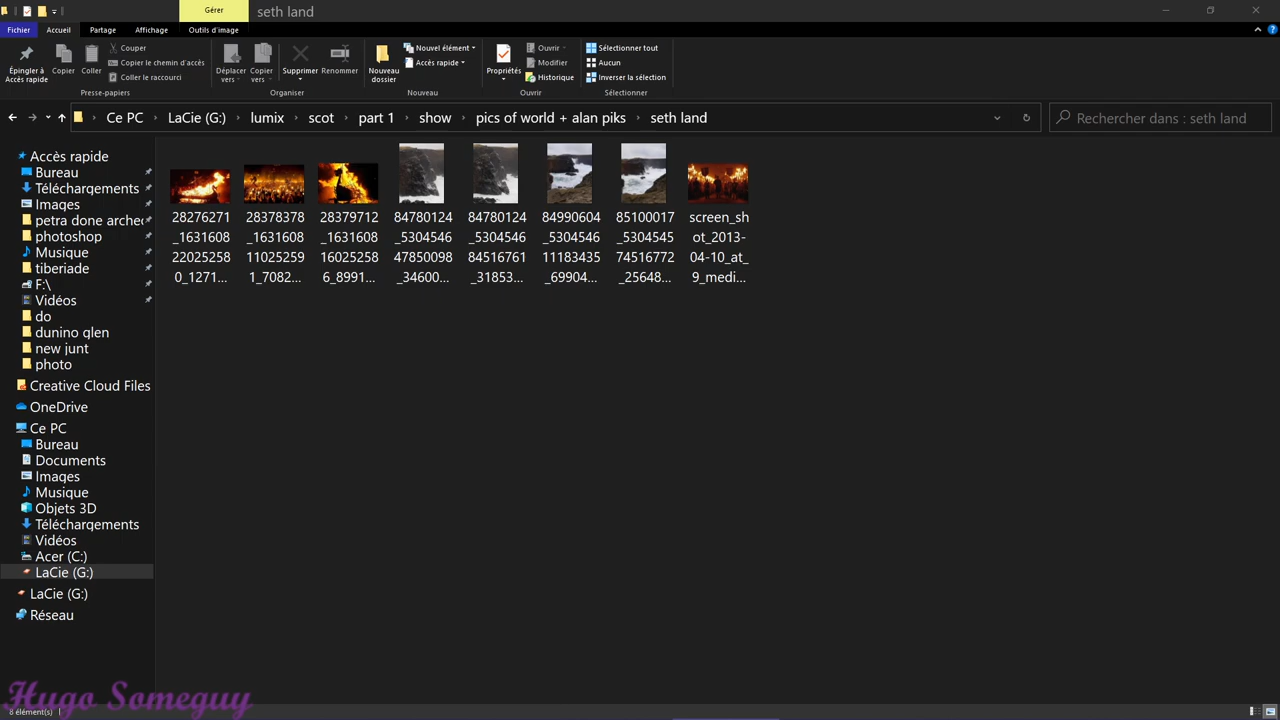 Gérer
seth land
Fichier
Accueil
Partage
Affichage
Outils d'image
Épingler à
Accès rapide
Copier
Coller
Couper
Copier le chemin d'accès
Coller le raccourci
Presse-papiers
Déplacer
vers
Copier
vers
Supprimer
Renommer
Organiser
Nouveau
dossier
Nouvel élément
Accès rapide
Nouveau
Propriétés
Ouvrir
Modifier
Historique
Ouvrir
Sélectionner tout
Aucun
Inverser la sélection
Sélectionner
Ce PC > LaCie (G:) > lumix > scot > part 1 > show > pics of world + alan piks > seth land
Rechercher dans : seth land
Accès rapide
Bureau
Téléchargements
Images
petra done archec
photoshop
Musique
tiberiade
F:\
Vidéos
do
dunino glen
new junt
photo
Creative Cloud Files
OneDrive
Ce PC
Bureau
Documents
Images
Musique
Objets 3D
Téléchargements
Vidéos
Acer (C:)
LaCie (G:)
LaCie (G:)
Réseau
28276271
_1631608
22025258
0_1271...
28378378
_1631608
11025259
1_7082...
28379712
_1631608
16025258
6_8991...
84780124
_5304546
47850098
_34600...
84780124
_5304546
84516761
_31853...
84990604
_5304546
11183435
_69904...
85100017
_5304545
74516772
_25648...
screen_sh
ot_2013-
04-10_at_
9_medi...
Hugo Someguy
8 élément(s)